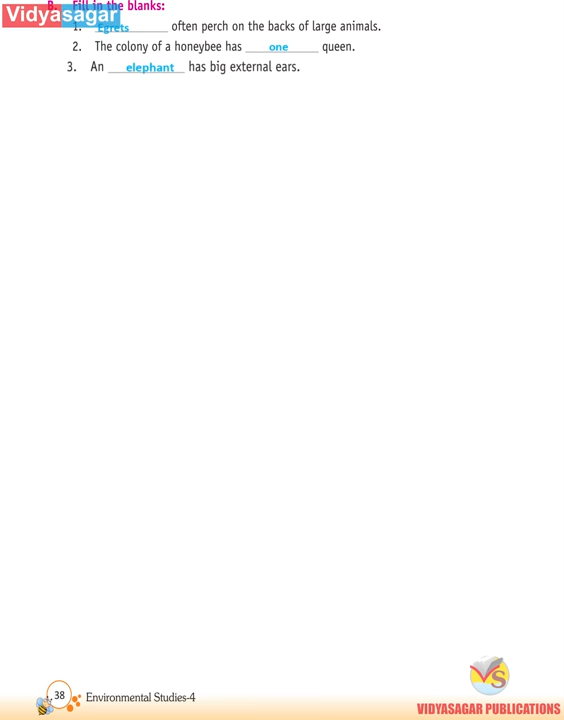 B. Fill in the blanks:
Vidyasagar
1. Egrets often perch on the backs of large animals.
2. The colony of a honeybee has one queen.
3. An elephant has big external ears.
VS
38 Environmental Studies-4
VIDYASAGAR PUBLICATIONS